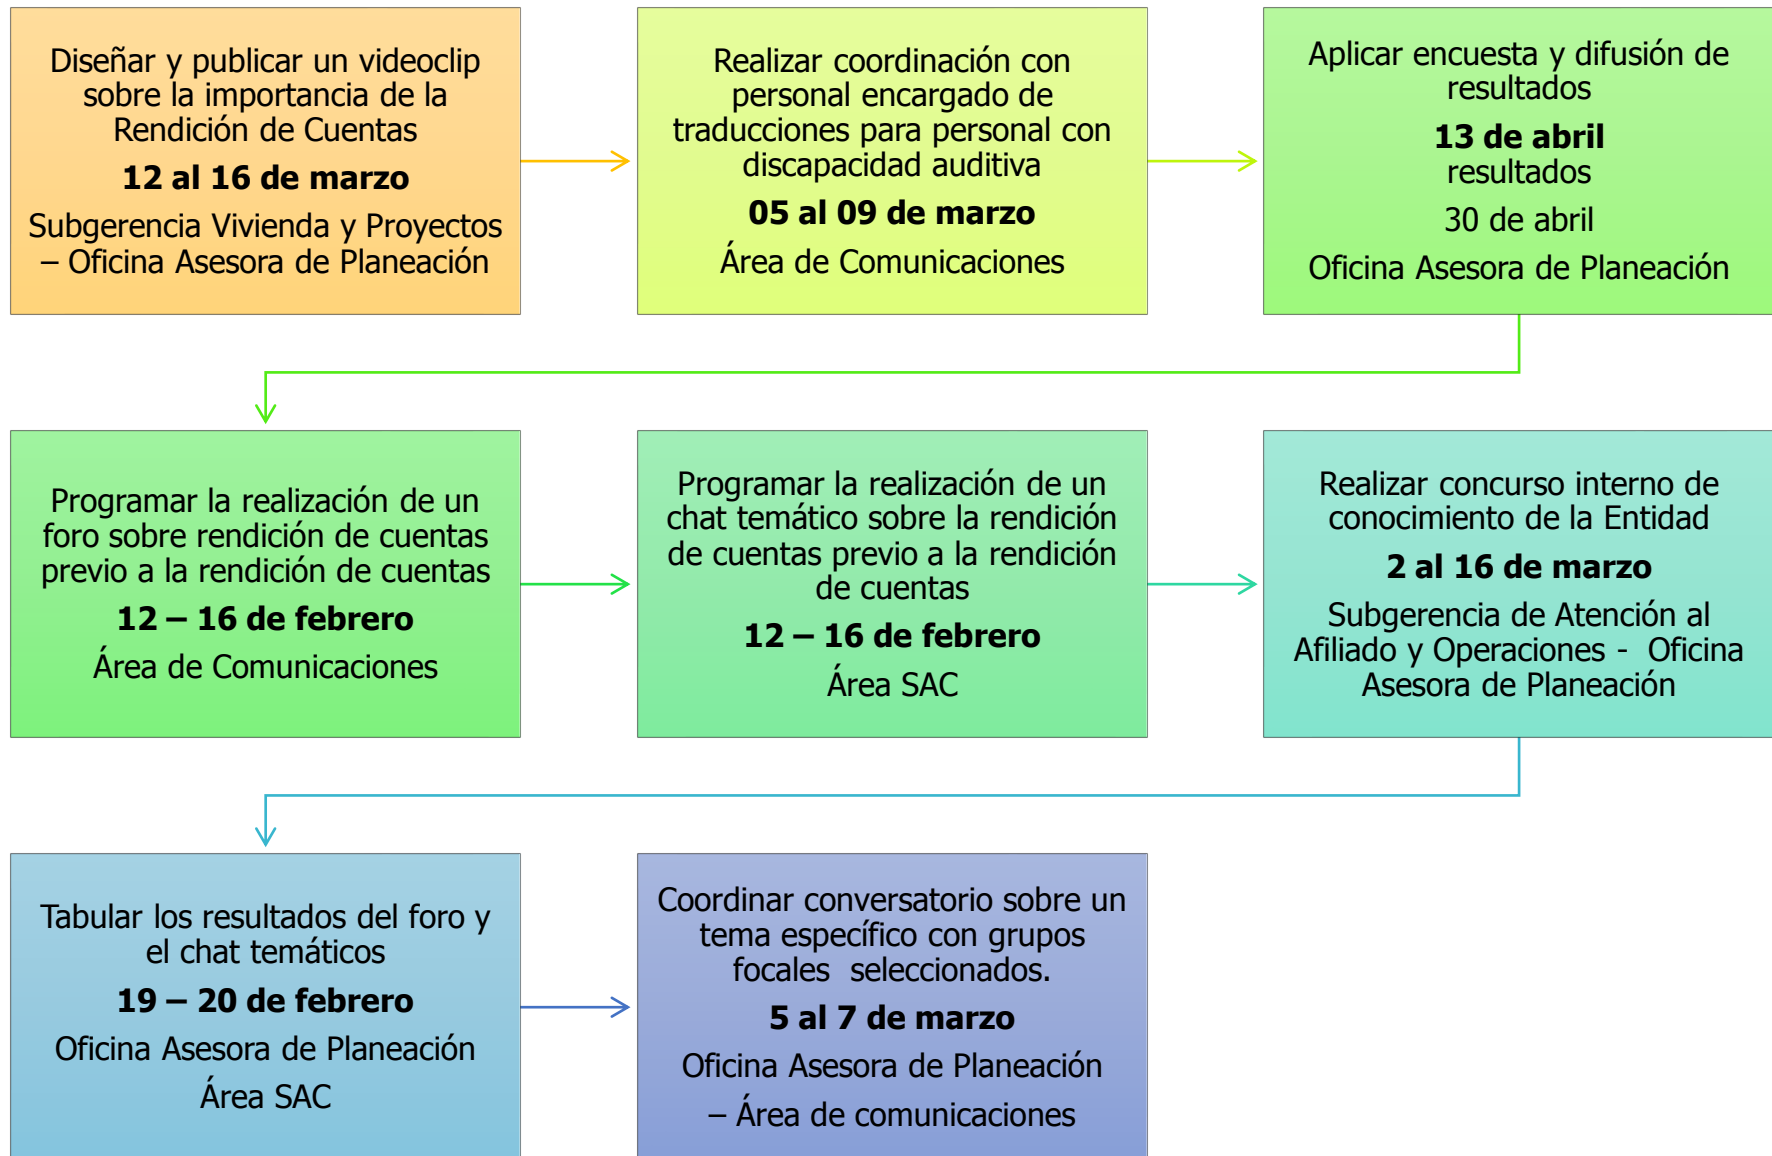 Diseñar y publicar un videoclip
sobre la importancia de la
Rendición de Cuentas
12 al 16 de marzo
Subgerencia Vivienda y Proyectos
– Oficina Asesora de Planeación
Realizar coordinación con
personal encargado de
traducciones para personal con
discapacidad auditiva
05 al 09 de marzo
Área de Comunicaciones
Aplicar encuesta y difusión de
resultados
13 de abril
resultados
30 de abril
Oficina Asesora de Planeación
Programar la realización de un
foro sobre rendición de cuentas
previo a la rendición de cuentas
12 – 16 de febrero
Área de Comunicaciones
Programar la realización de un
chat temático sobre la rendición
de cuentas previo a la rendición
de cuentas
12 – 16 de febrero
Área SAC
Realizar concurso interno de
conocimiento de la Entidad
2 al 16 de marzo
Subgerencia de Atención al
Afiliado y Operaciones -  Oficina
Asesora de Planeación
Tabular los resultados del foro y
el chat temáticos
19 – 20 de febrero
Oficina Asesora de Planeación
Área SAC
Coordinar conversatorio sobre un
tema específico con grupos
focales  seleccionados.
5 al 7 de marzo
Oficina Asesora de Planeación
– Área de comunicaciones